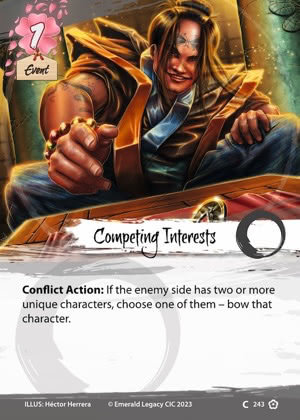 1
Event
Competing Interests
Conflict Action: If the enemy side has two or more
unique characters, choose one of them – bow that
character.
ILLUS: Héctor Herrera © Emerald Legacy CIC 2023 C 243